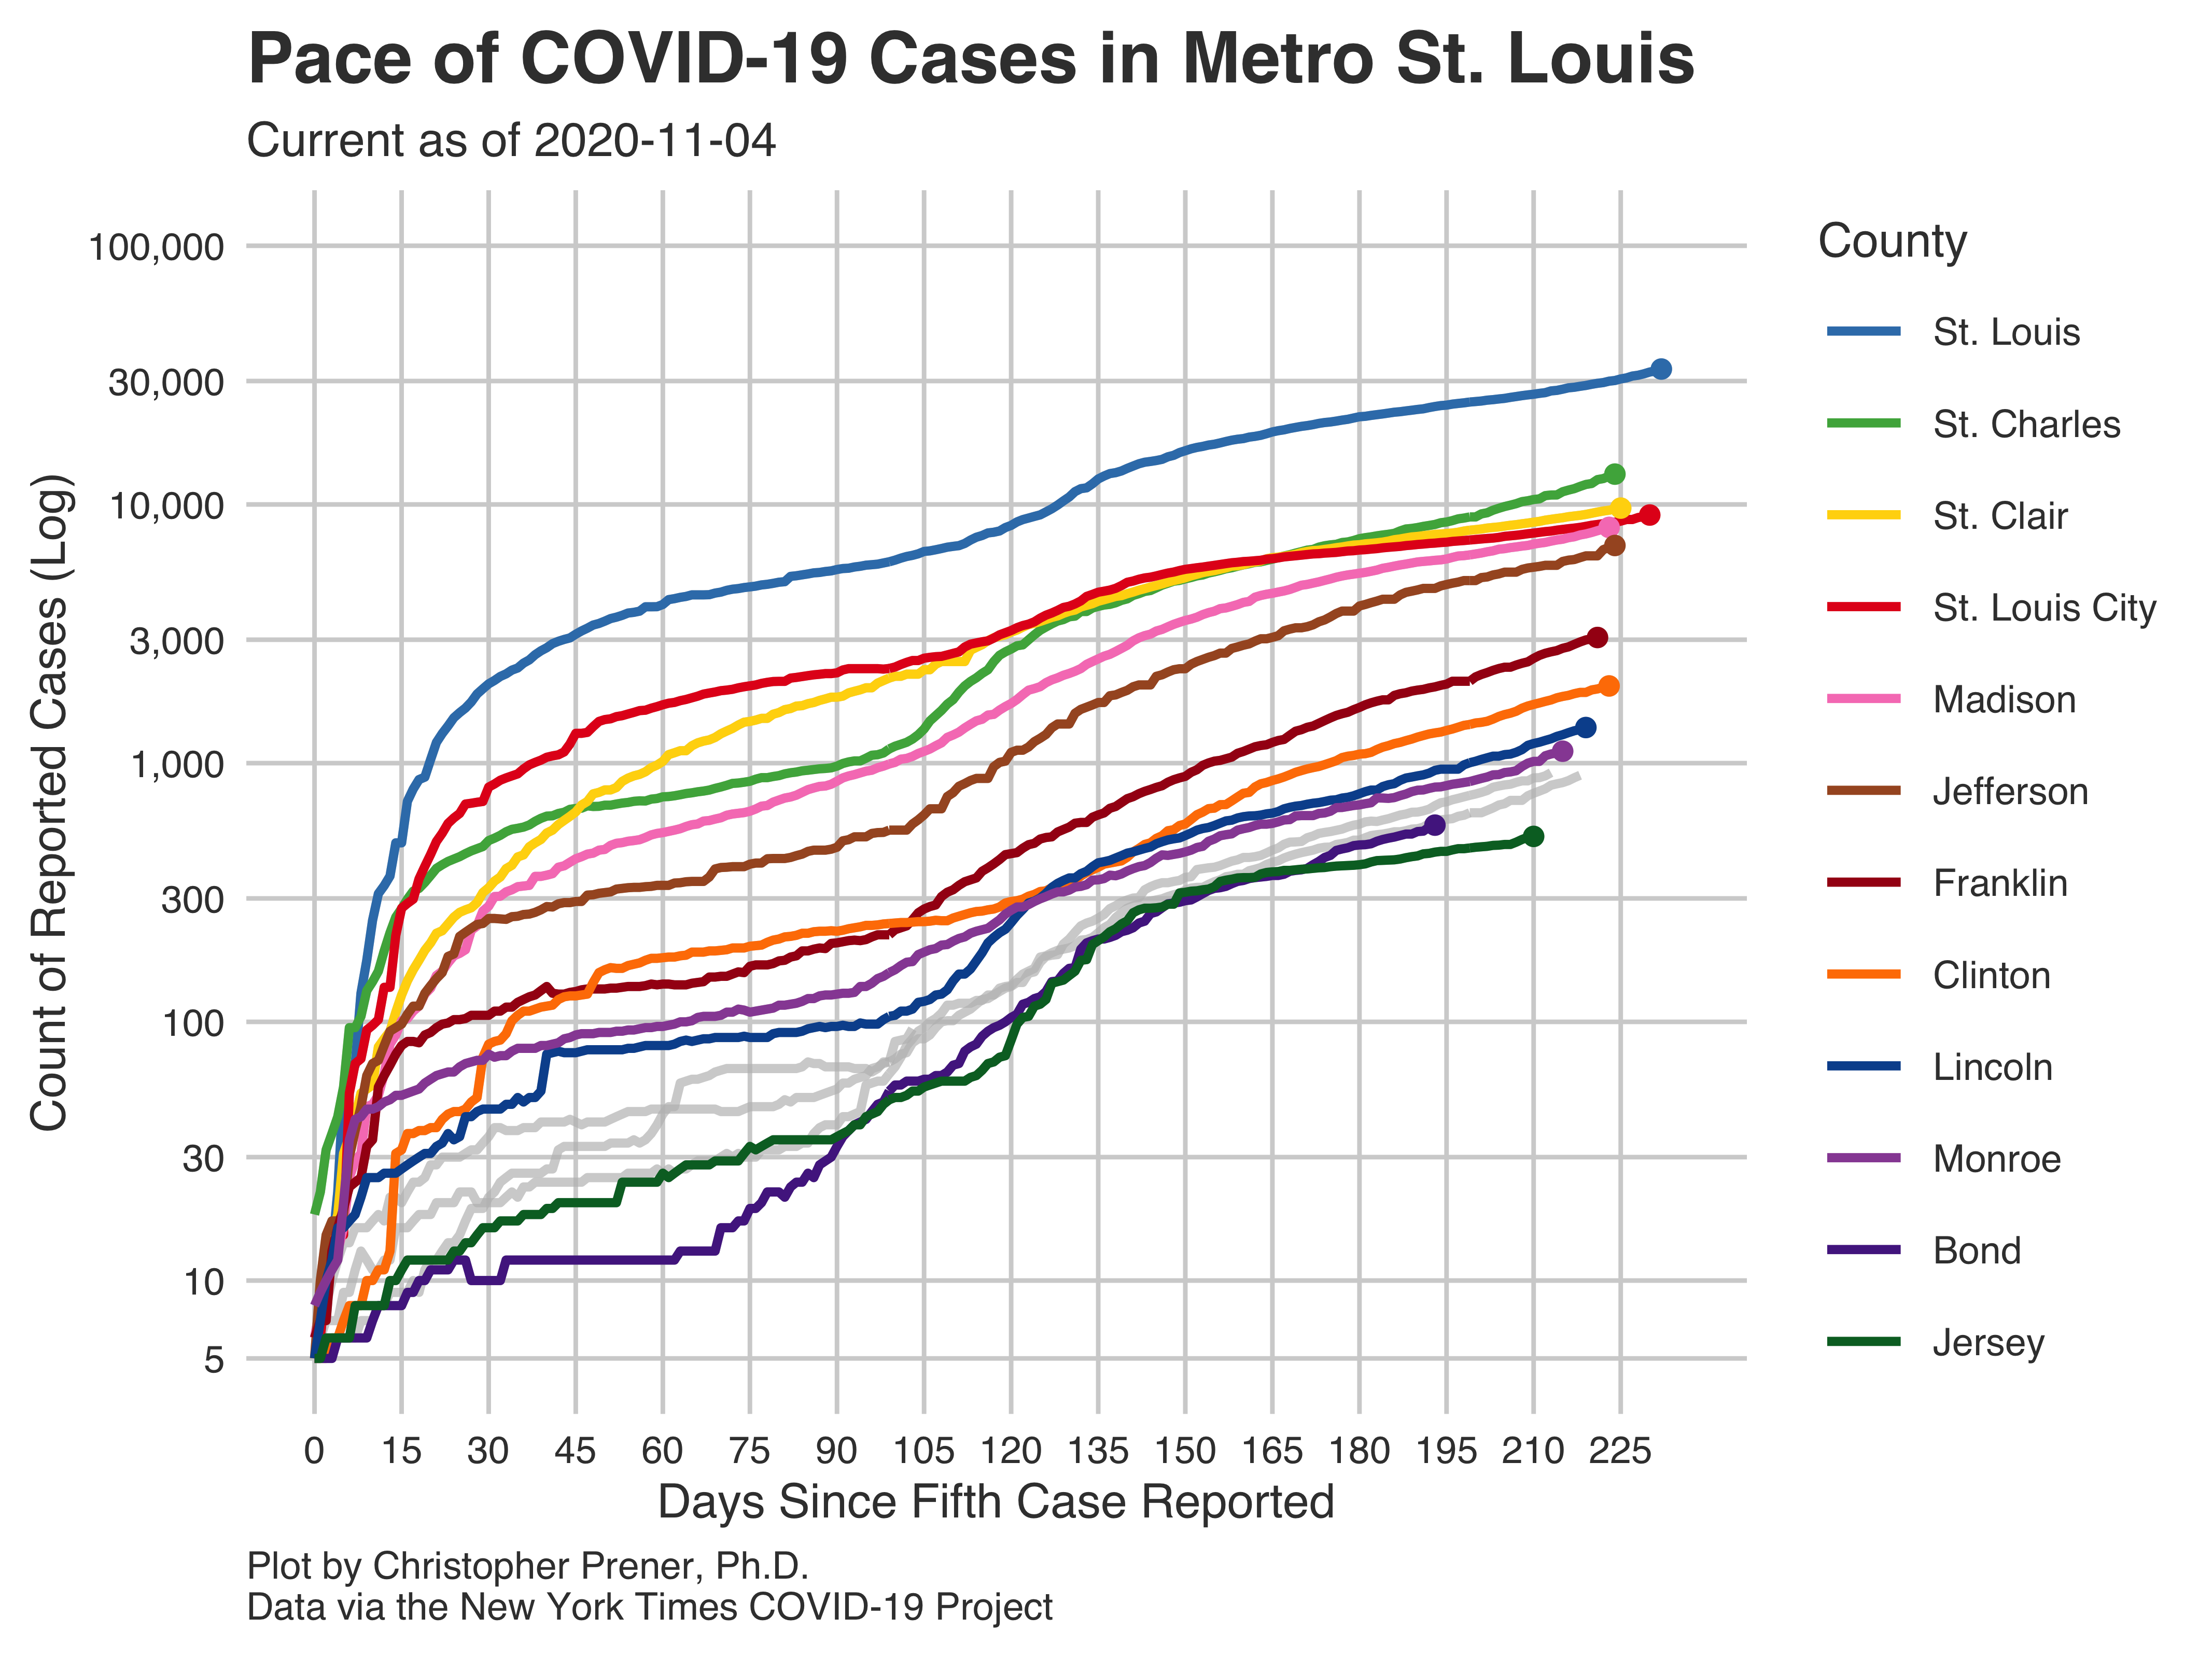 Pace of COVID-19 Cases in Metro St. Louis
Current as of 2020-11-04
Count of Reported Cases (Log)
100,000
30,000
10,000
3,000
1,000
300
100
30
10
5
0 15 30 45 60 75 90 105 120 135 150 165 180 195 210 225
Days Since Fifth Case Reported
County
St. Louis
St. Charles
St. Clair
St. Louis City
Madison
Jefferson
Franklin
Clinton
Lincoln
Monroe
Bond
Jersey
Plot by Christopher Prener, Ph.D.
Data via the New York Times COVID-19 Project